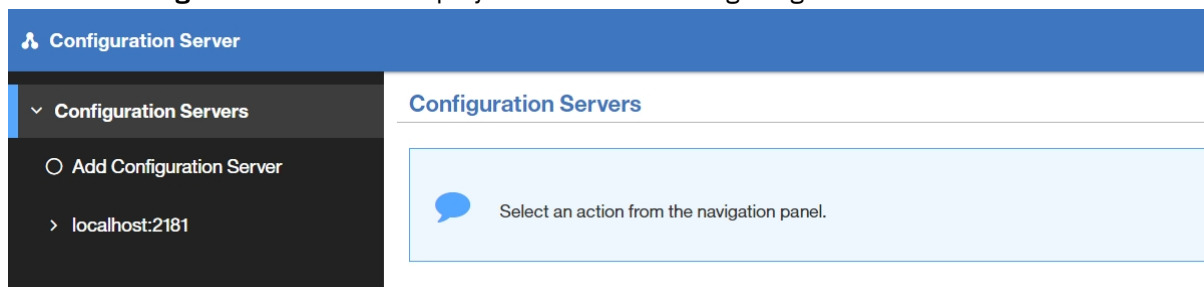 Configuration Server
Configuration Servers
Add Configuration Server
localhost:2181
Configuration Servers
Select an action from the navigation panel.